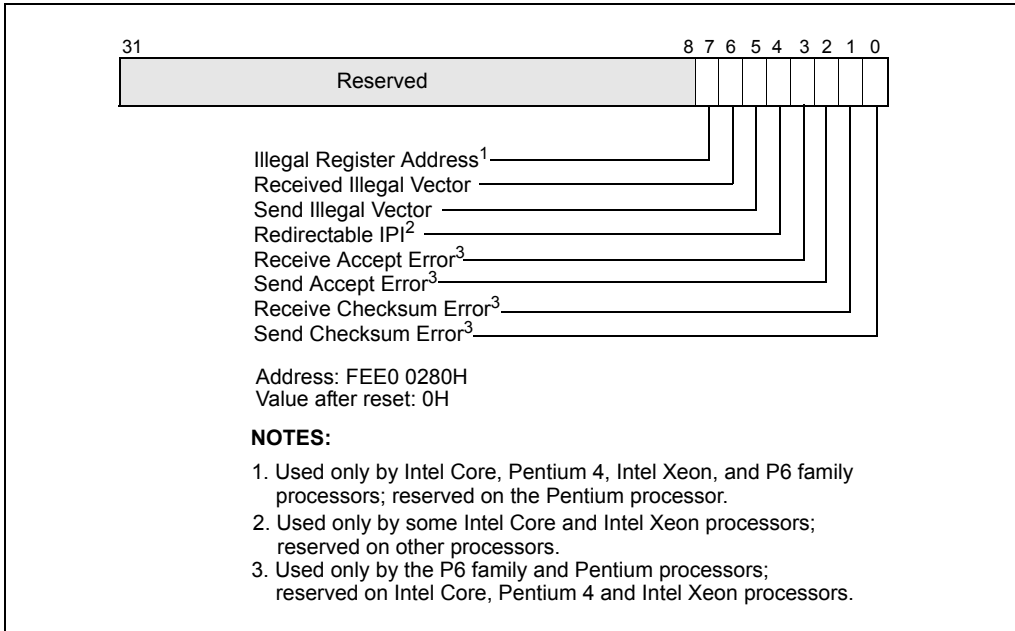 31 8 7 6 5 4 3 2 1 0
Reserved
Illegal Register Address1
Received Illegal Vector
Send Illegal Vector
Redirectable IPI2
Receive Accept Error3
Send Accept Error3
Receive Checksum Error3
Send Checksum Error3
Address: FEE0 0280H
Value after reset: 0H
NOTES:
1. Used only by Intel Core, Pentium 4, Intel Xeon, and P6 family
processors; reserved on the Pentium processor.
2. Used only by some Intel Core and Intel Xeon processors;
reserved on other processors.
3. Used only by the P6 family and Pentium processors;
reserved on Intel Core, Pentium 4 and Intel Xeon processors.